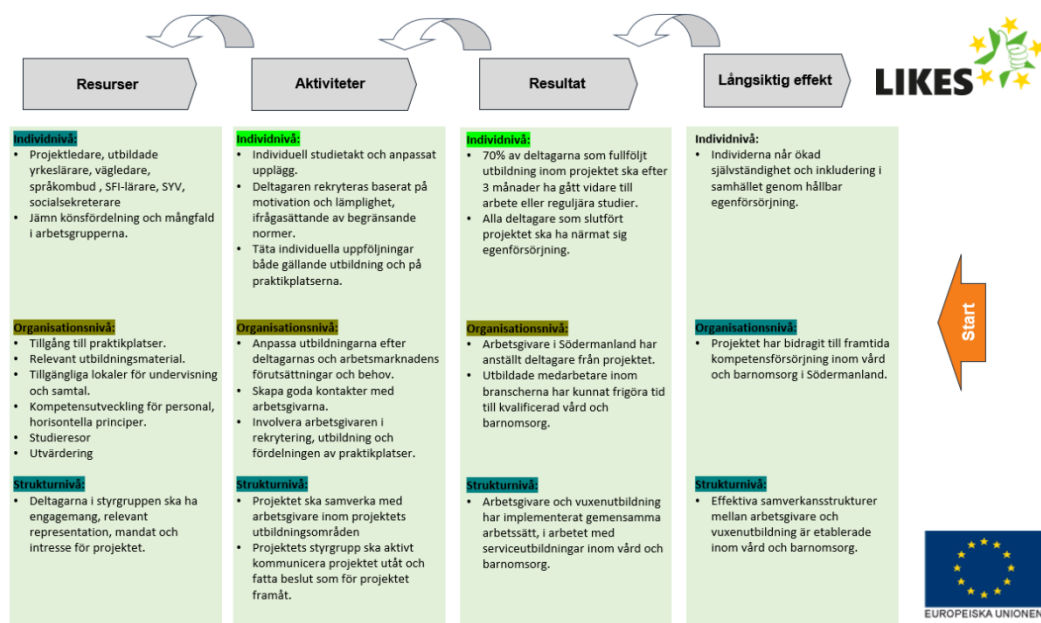 Resurser
Aktiviteter
Resultat
Långsiktig effekt
LIKES
Individnivå:
• Projektledare, utbildade
yrkeslärare, vägledare,
språkombud , SFI-lärare, SYV,
socialsekreterare
• Jämn könsfördelning och mångfald
i arbetsgrupperna.
Organisationsnivå:
• Tillgång till praktikplatser.
• Relevant utbildningsmaterial.
• Tillgängliga lokaler för undervisning
och samtal.
• Kompetensutveckling för personal,
horisontella principer.
• Studieresor
• Utvärdering
Strukturnivå:
• Deltagarna i styrgruppen ska ha
engagemang, relevant
representation, mandat och
intresse för projektet.
Individnivå:
• Individuell studietakt och anpassat
upplägg.
• Deltagaren rekryteras baserat på
motivation och lämplighet,
ifrågasättande av begränsande
normer.
• Täta individuella uppföljningar
både gällande utbildning och på
praktikplatserna.
Organisationsnivå:
• Anpassa utbildningarna efter
deltagarnas och arbetsmarknadens
förutsättningar och behov.
• Skapa goda kontakter med
arbetsgivarna.
• Involvera arbetsgivaren i
rekrytering, utbildning och
fördelningen av praktikplatser.
Strukturnivå:
• Projektet ska samverka med
arbetsgivare inom projektets
utbildningsområden
• Projektets styrgrupp ska aktivt
kommunicera projektet utåt och
fatta beslut som för projektet
framåt.
Individnivå:
• 70% av deltagarna som fullföljt
utbildning inom projektet ska efter
3 månader ha gått vidare till
arbete eller reguljära studier.
• Alla deltagare som slutfört
projektet ska ha närmat sig
egenförsörjning.
Organisationsnivå:
• Arbetsgivare i Södermanland har
anställt deltagare från projektet.
• Utbildade medarbetare inom
branscherna har kunnat frigöra tid
till kvalificerad vård och
barnomsorg.
Strukturnivå:
• Arbetsgivare och vuxenutbildning
har implementerat gemensamma
arbetssätt, i arbetet med
serviceutbildningar inom vård och
barnomsorg.
Individnivå:
• Individerna når ökad
självständighet och inkludering i
samhället genom hållbar
egenförsörjning.
Organisationsnivå:
• Projektet har bidragit till framtida
kompetensförsörjning inom vård
och barnomsorg i Södermanland.
Strukturnivå:
• Effektiva samverkansstrukturer
mellan arbetsgivare och
vuxenutbildning är etablerade
inom vård och barnomsorg.
Start
EUROPEISKA UNIONEN